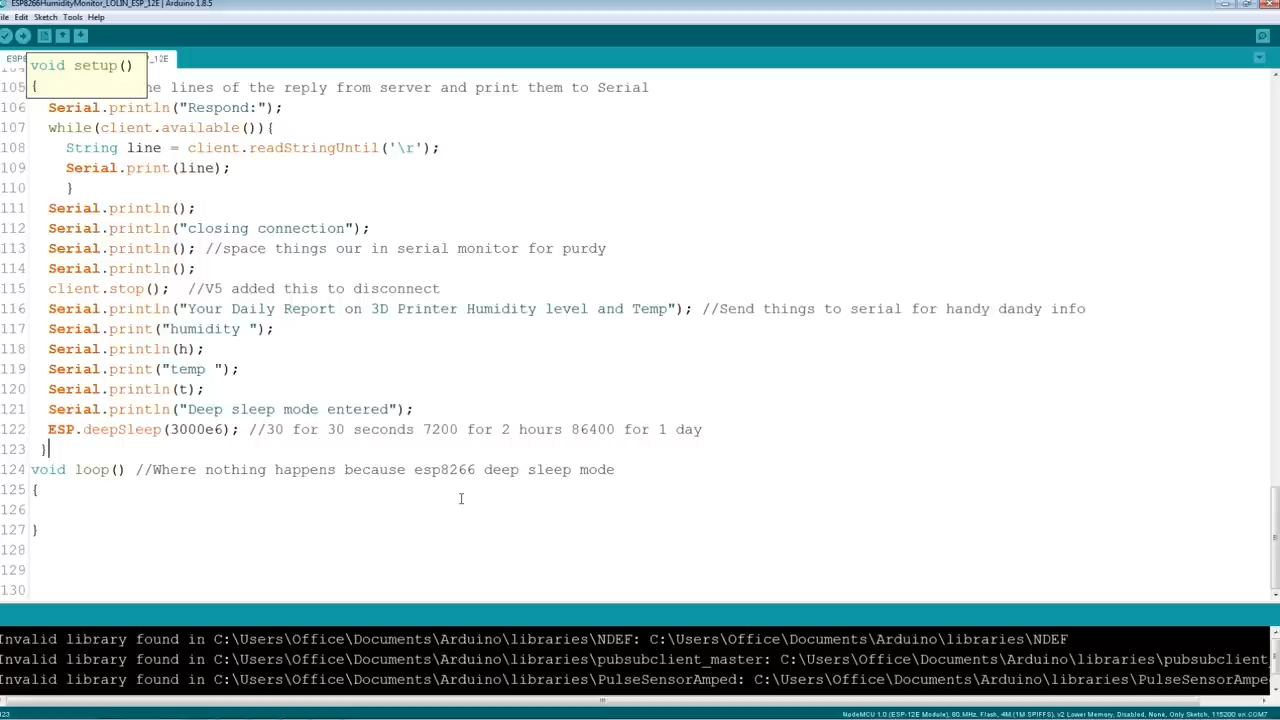 ESP8266HumidityMonitor_LOLIN_ESP_12E | Arduino 1.8.5
File Edit Sketch Tools Help
_12E
void setup()
{
105 lines of the reply from server and print them to Serial
106 Serial.println("Respond:");
107 while(client.available()){
108 String line = client.readStringUntil('\r');
109 Serial.print(line);
110 }
111 Serial.println();
112 Serial.println("closing connection");
113 Serial.println(); //space things our in serial monitor for purdy
114 Serial.println();
115 client.stop(); //V5 added this to disconnect
116 Serial.println("Your Daily Report on 3D Printer Humidity level and Temp"); //Send things to serial for handy dandy info
117 Serial.print("humidity ");
118 Serial.println(h);
119 Serial.print("temp ");
120 Serial.println(t);
121 Serial.println("Deep sleep mode entered");
122 ESP.deepSleep(3000e6); //30 for 30 seconds 7200 for 2 hours 86400 for 1 day
123 }
124 void loop() //Where nothing happens because esp8266 deep sleep mode
125 {
126
127 }
128
129
130
Invalid library found in C:\Users\Office\Documents\Arduino\libraries\NDEF: C:\Users\Office\Documents\Arduino\libraries\NDEF
Invalid library found in C:\Users\Office\Documents\Arduino\libraries\pubsubclient_master: C:\Users\Office\Documents\Arduino\libraries\pubsubclient_
Invalid library found in C:\Users\Office\Documents\Arduino\libraries\PulseSensorAmped: C:\Users\Office\Documents\Arduino\libraries\PulseSensorAmpe
123 NodeMCU 1.0 (ESP-12E Module), 80 MHz, Flash, 4M (1M SPIFFS), v2 Lower Memory, Disabled, None, Only Sketch, 115200 on COM7